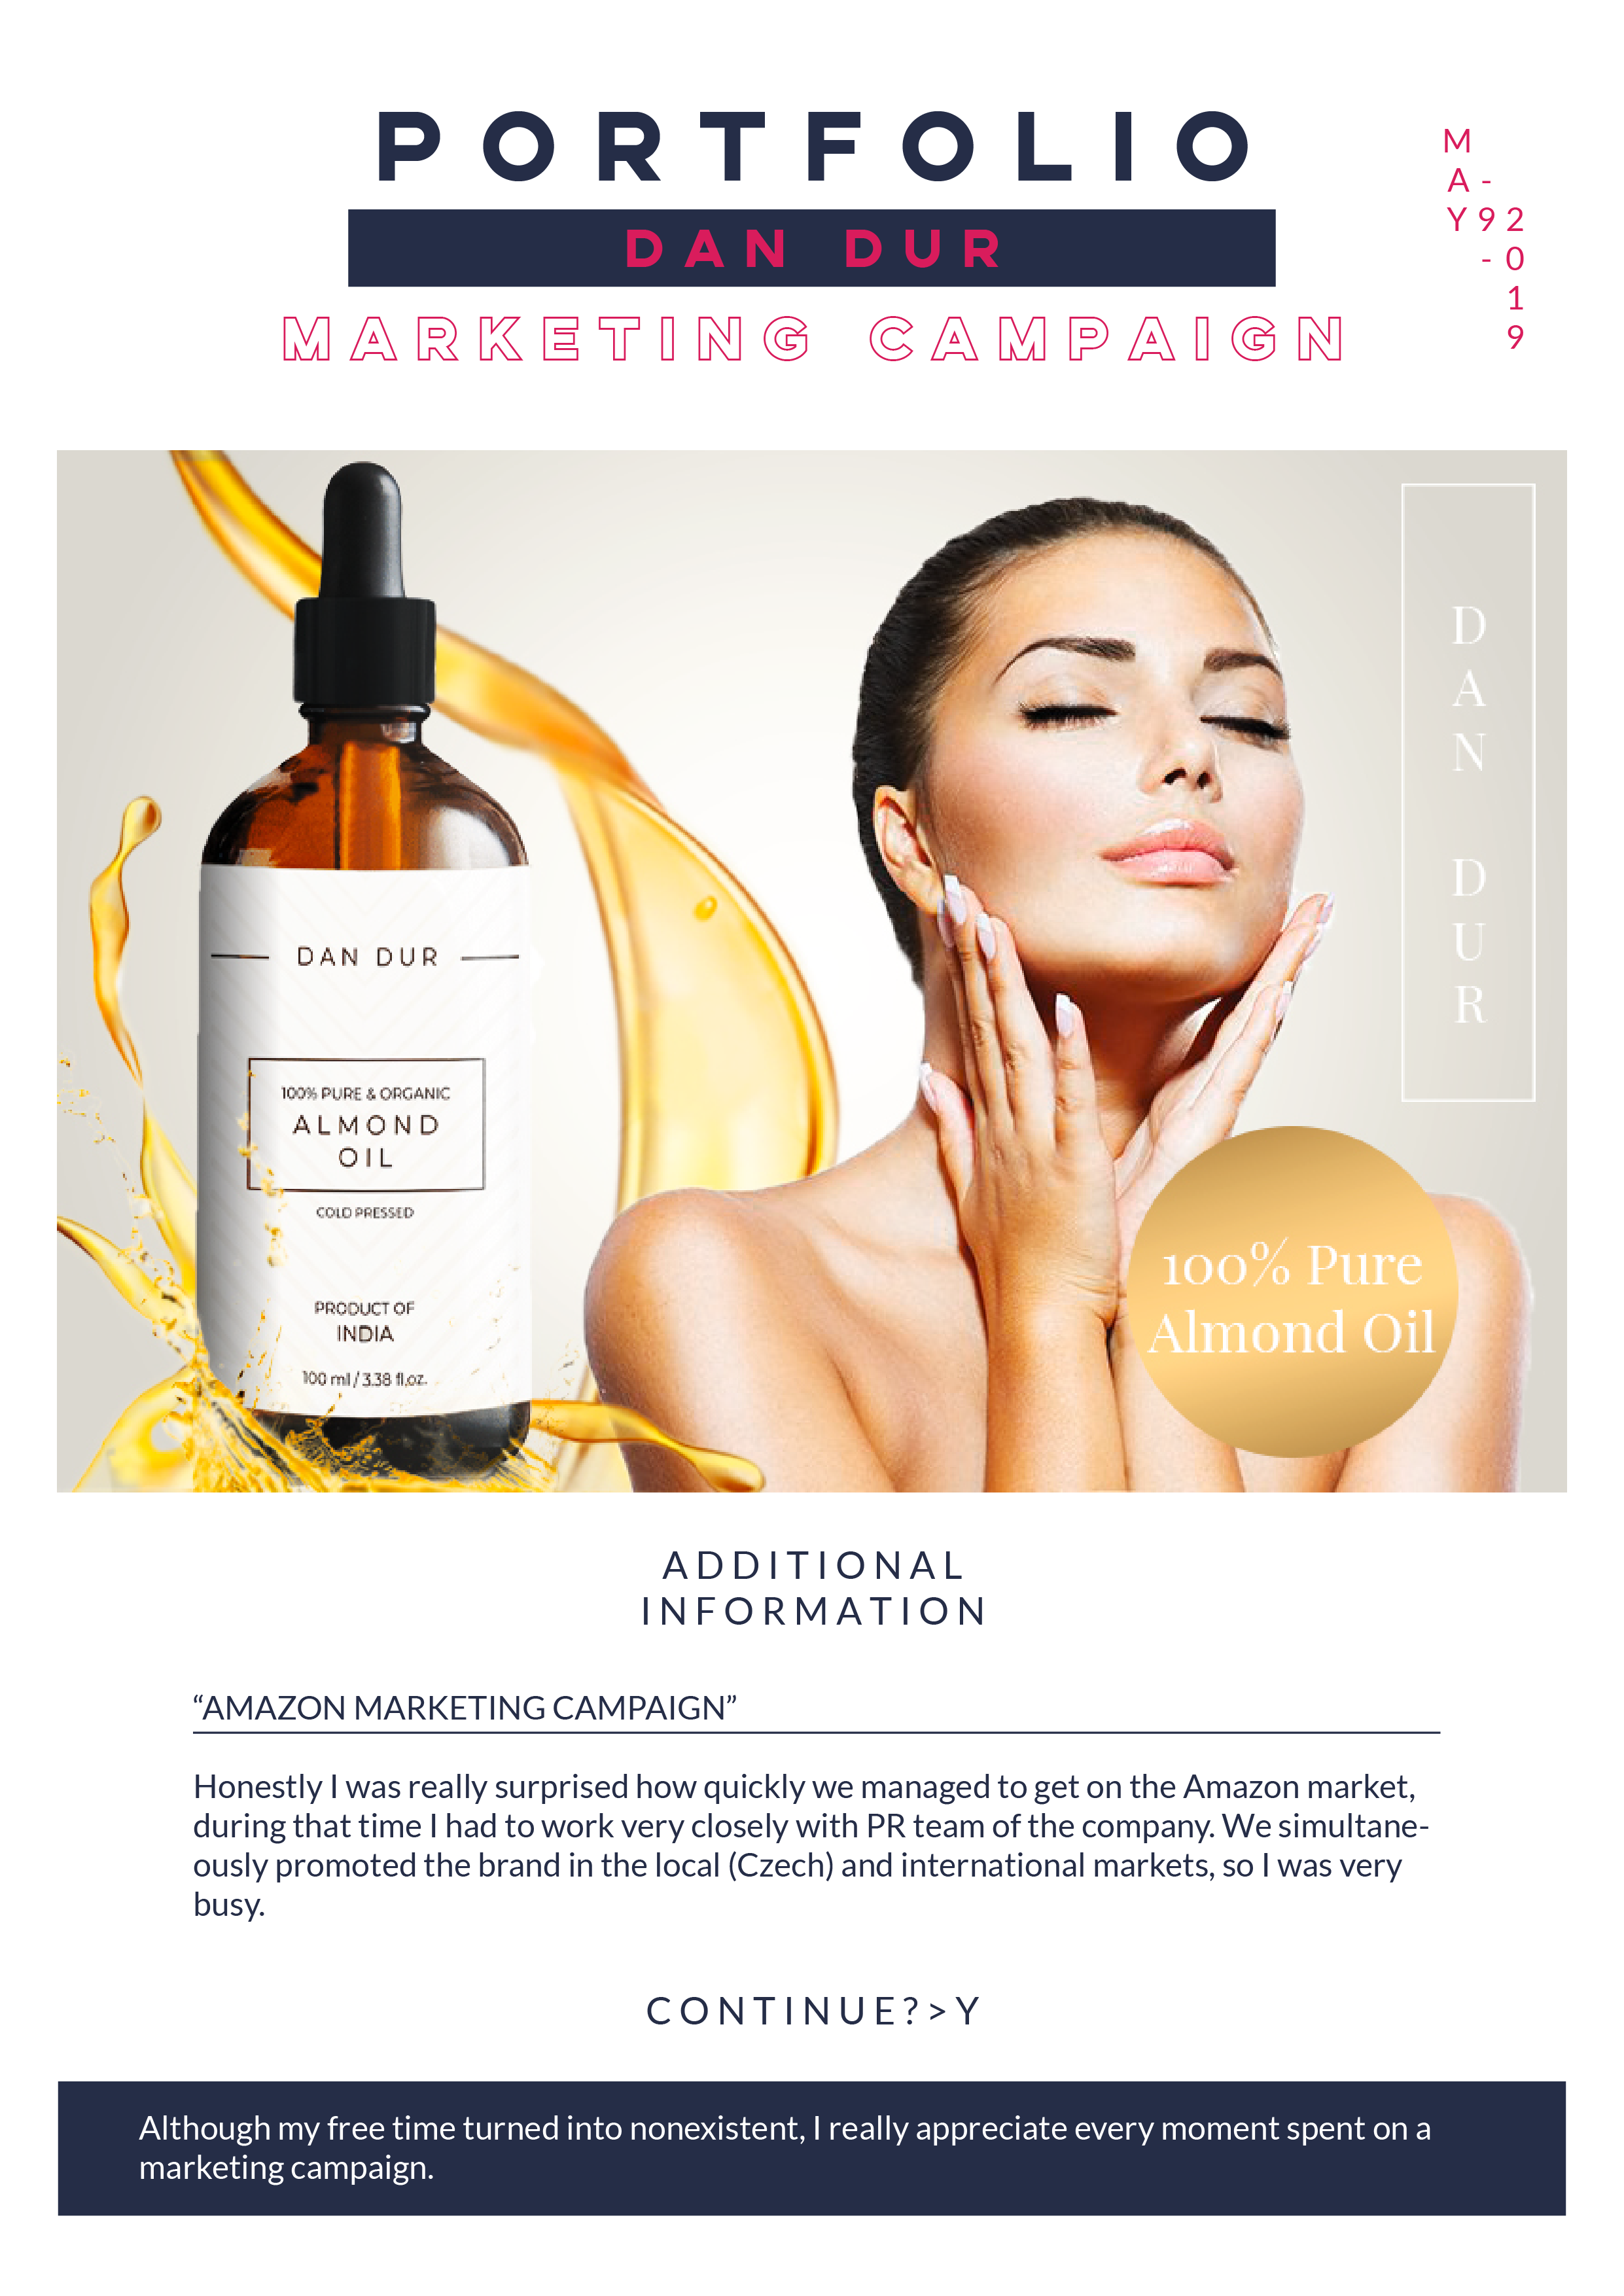 PORTFOLIO
DAN DUR
MARKETING CAMPAIGN
MAY
-9-
2019
DAN DUR
100% PURE & ORGANIC
ALMOND
OIL
COLD PRESSED
PRODUCT OF
INDIA
100 ml / 3.38 fl.oz.
DAN DUR
100% Pure
Almond Oil
ADDITIONAL
INFORMATION
“AMAZON MARKETING CAMPAIGN”
Honestly I was really surprised how quickly we managed to get on the Amazon market,
during that time I had to work very closely with PR team of the company. We simultane-
ously promoted the brand in the local (Czech) and international markets, so I was very
busy.
CONTINUE?>Y
Although my free time turned into nonexistent, I really appreciate every moment spent on a
marketing campaign.